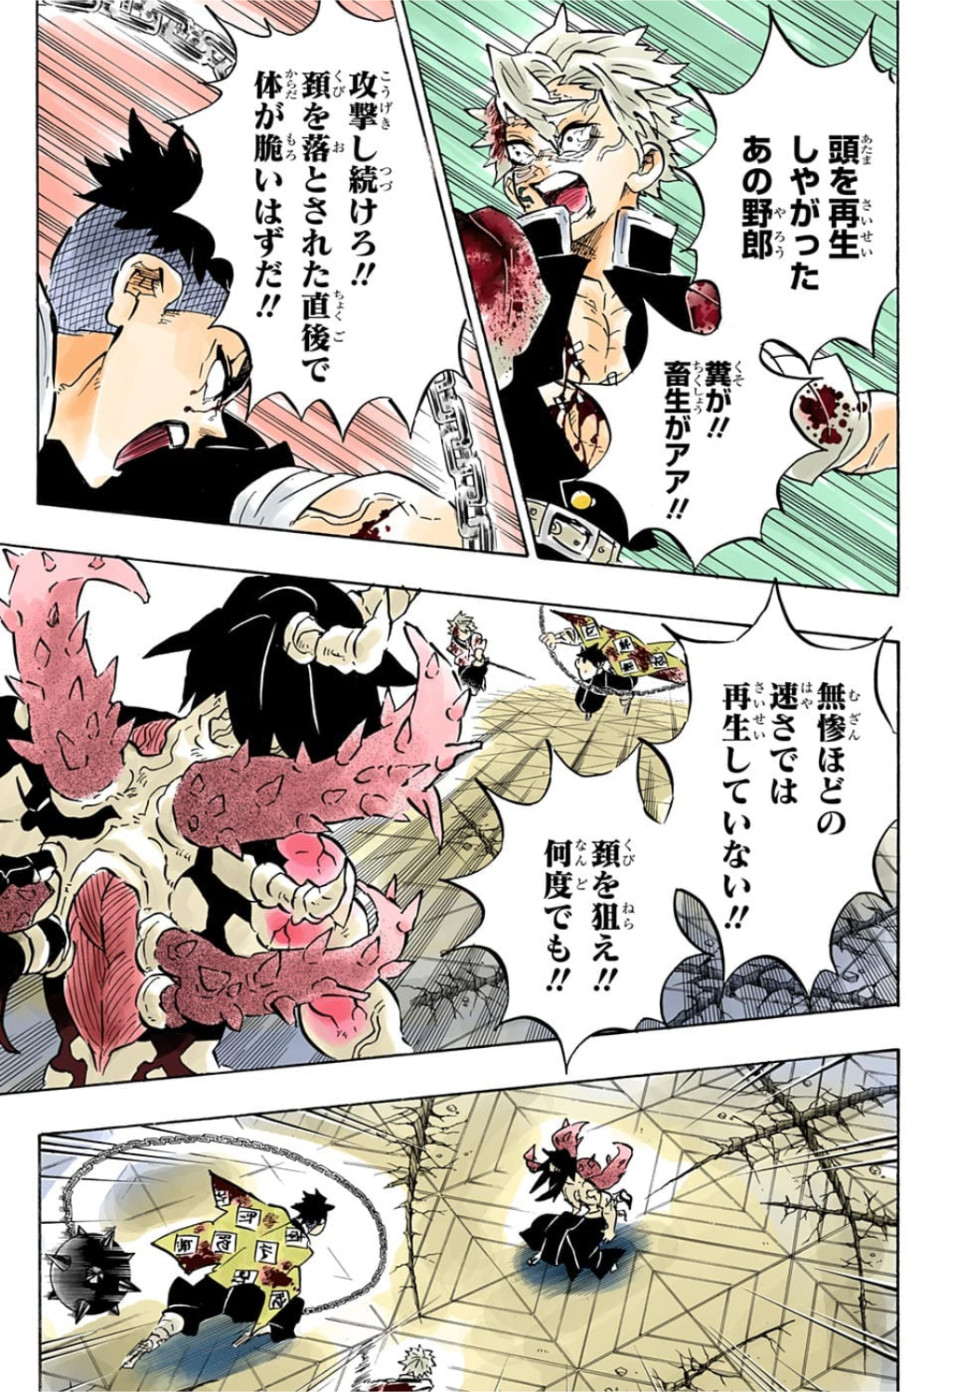 頭を再生
しやがった
あの野郎
糞が!!
畜生がアア!!
攻撃し続けろ!!
頚を落とされた直後で
体が脆いはずだ!!
無惨ほどの
速さでは
再生していない!!
頚を狙え!!
何度でも!!